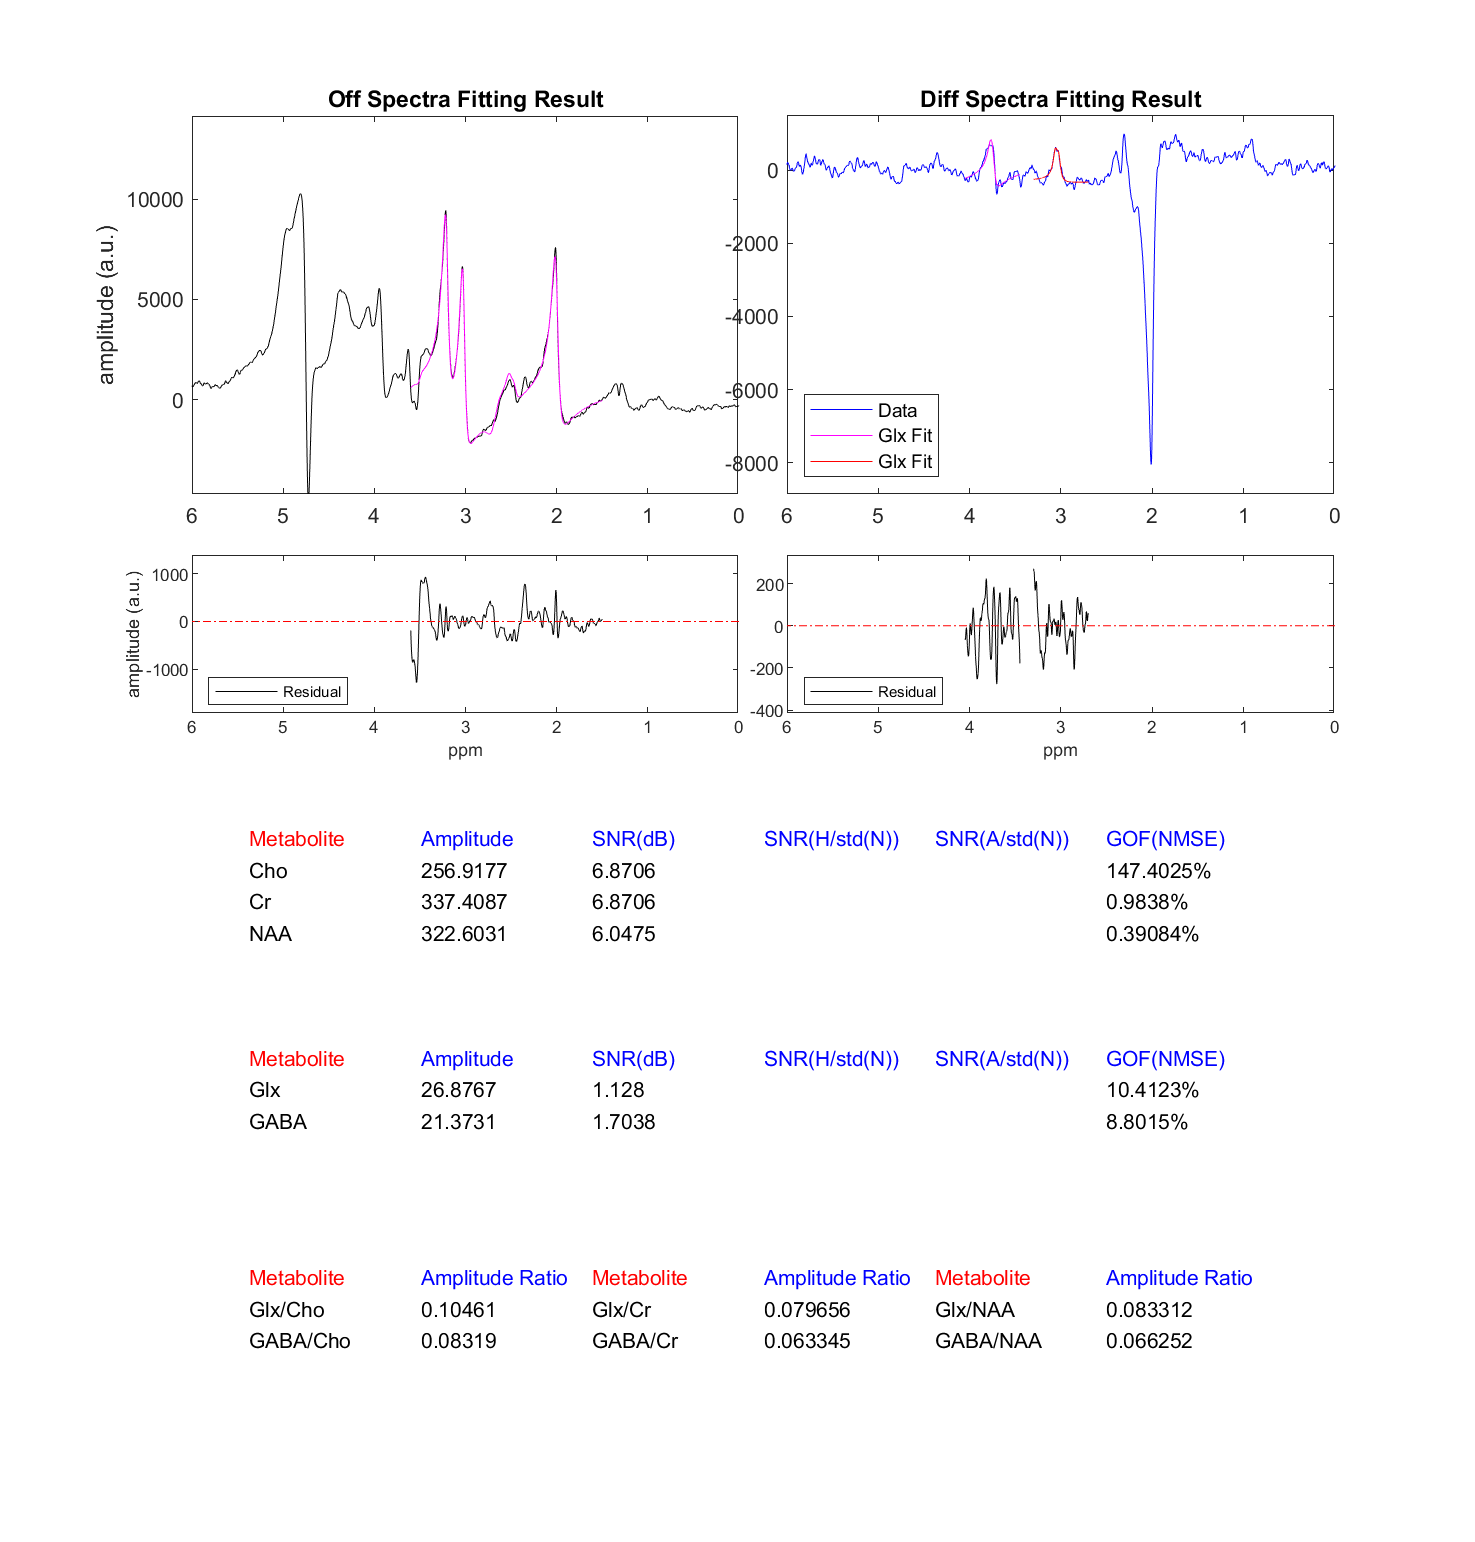 Off Spectra Fitting Result
amplitude (a.u.)
10000
5000
0
6 5 4 3 2 1 0
Diff Spectra Fitting Result
0
-2000
-4000
-6000
-8000
Data
Glx Fit
Glx Fit
6 5 4 3 2 1 0
amplitude (a.u.)
1000
0
-1000
Residual
6 5 4 3 2 1 0
ppm
200
0
-200
-400
Residual
6 5 4 3 2 1 0
ppm
Metabolite Amplitude SNR(dB) SNR(H/std(N)) SNR(A/std(N)) GOF(NMSE)
Cho 256.9177 6.8706 147.4025%
Cr 337.4087 6.8706 0.9838%
NAA 322.6031 6.0475 0.39084%
Metabolite Amplitude SNR(dB) SNR(H/std(N)) SNR(A/std(N)) GOF(NMSE)
Glx 26.8767 1.128 10.4123%
GABA 21.3731 1.7038 8.8015%
Metabolite Amplitude Ratio Metabolite Amplitude Ratio Metabolite Amplitude Ratio
Glx/Cho 0.10461 Glx/Cr 0.079656 Glx/NAA 0.083312
GABA/Cho 0.08319 GABA/Cr 0.063345 GABA/NAA 0.066252